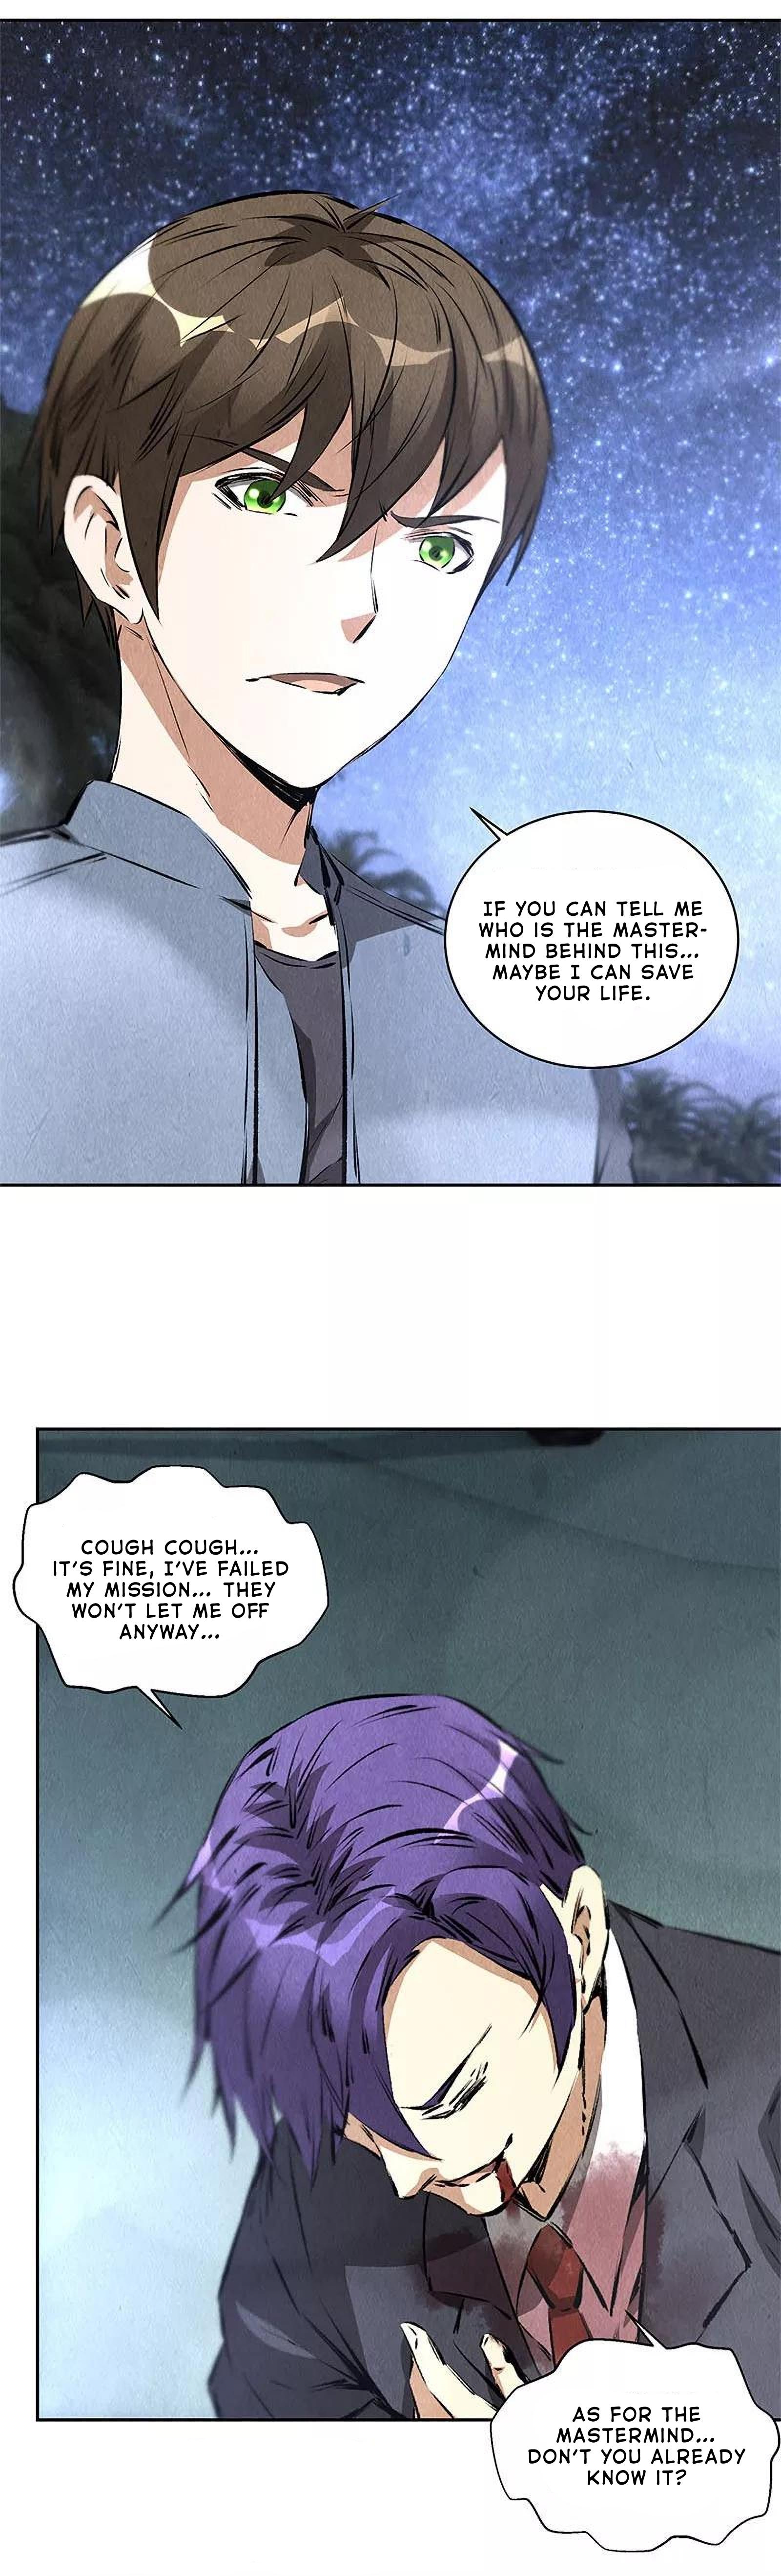 IF YOU CAN TELL ME
WHO IS THE MASTER-
MIND BEHIND THIS...
MAYBE I CAN SAVE
YOUR LIFE.
COUGH COUGH...
IT'S FINE, I'VE FAILED
MY MISSION... THEY
WON'T LET ME OFF
ANYWAY...
AS FOR THE
MASTERMIND...
DON'T YOU ALREADY
KNOW IT?